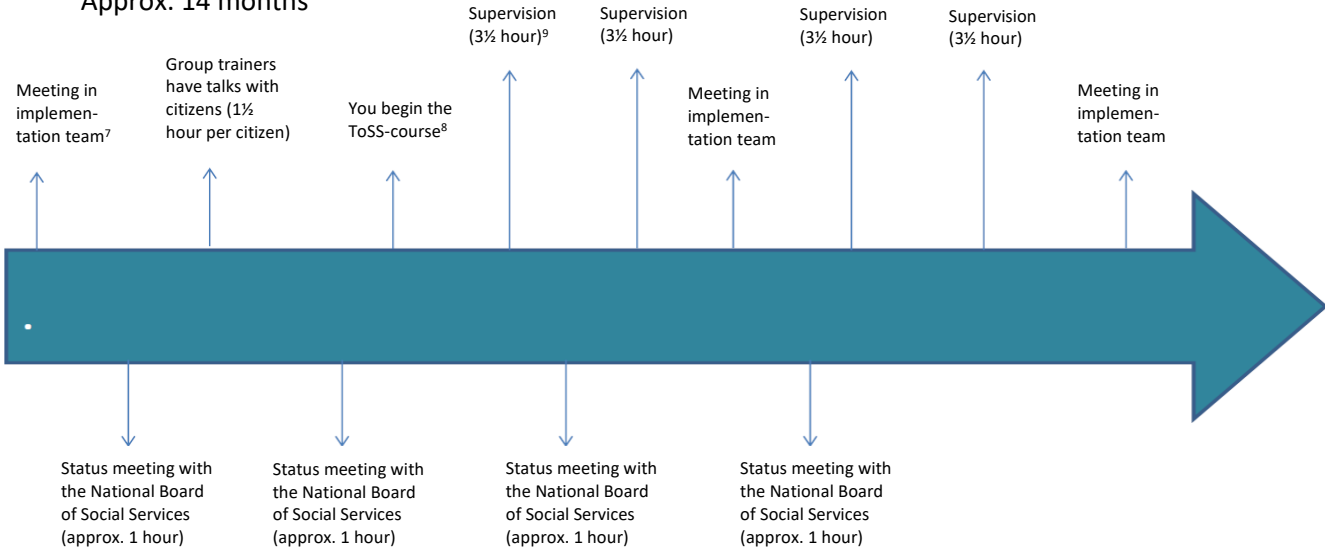 Approx. 14 months
Meeting in
implemen-
tation team⁷
Group trainers
have talks with
citizens (1½
hour per citizen)
You begin the
ToSS-course⁸
Supervision
(3½ hour)⁹
Supervision
(3½ hour)
Meeting in
implemen-
tation team
Supervision
(3½ hour)
Supervision
(3½ hour)
Meeting in
implemen-
tation team
Status meeting with
the National Board
of Social Services
(approx. 1 hour)
Status meeting with
the National Board
of Social Services
(approx. 1 hour)
Status meeting with
the National Board
of Social Services
(approx. 1 hour)
Status meeting with
the National Board
of Social Services
(approx. 1 hour)